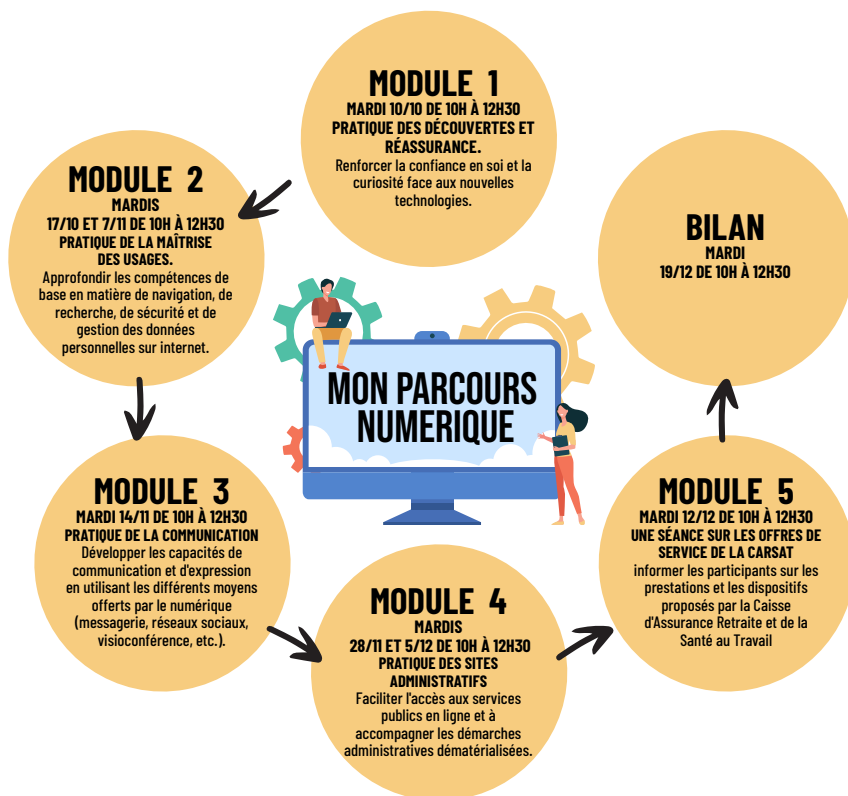 MODULE 1
MARDI 10/10 DE 10H À 12H30
PRATIQUE DES DÉCOUVERTES ET
RÉASSURANCE.
Renforcer la confiance en soi et la
curiosité face aux nouvelles
technologies.
MODULE 2
MARDIS
17/10 ET 7/11 DE 10H À 12H30
PRATIQUE DE LA MAÎTRISE
DES USAGES.
Approfondir les compétences de
base en matière de navigation, de
recherche, de sécurité et de
gestion des données
personnelles sur internet.
MODULE 3
MARDI 14/11 DE 10H À 12H30
PRATIQUE DE LA COMMUNICATION
Développer les capacités de
communication et d'expression
en utilisant les différents moyens
offerts par le numérique
(messagerie, réseaux sociaux,
visioconférence, etc.).
MODULE 4
MARDIS
28/11 ET 5/12 DE 10H À 12H30
PRATIQUE DES SITES
ADMINISTRATIFS
Faciliter l'accès aux services
publics en ligne et à
accompagner les démarches
administratives dématérialisées.
MODULE 5
MARDI 12/12 DE 10H À 12H30
UNE SÉANCE SUR LES OFFRES DE
SERVICE DE LA CARSAT
informer les participants sur les
prestations et les dispositifs
proposés par la Caisse
d'Assurance Retraite et de la
Santé au Travail
BILAN
MARDI
19/12 DE 10H À 12H30
MON PARCOURS
NUMERIQUE